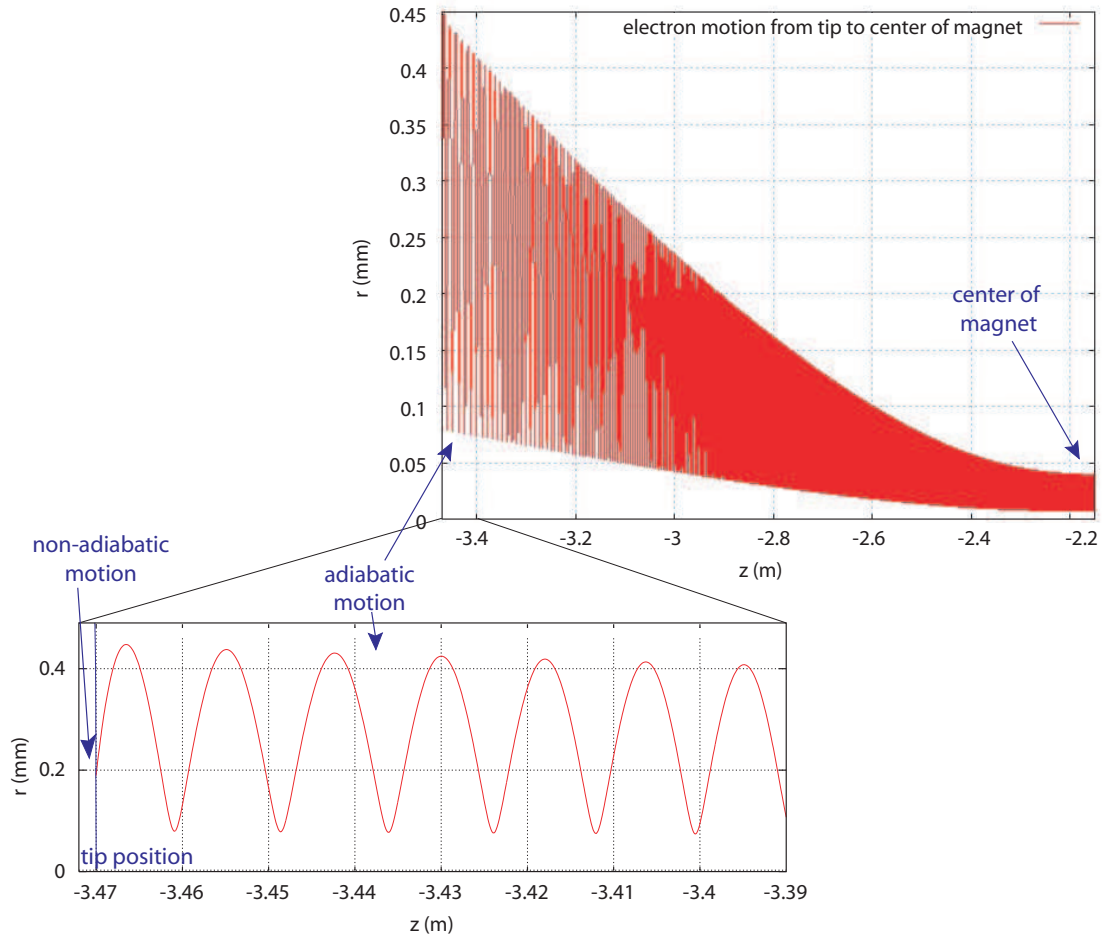 electron motion from tip to center of magnet
0.45
0.4
0.35
0.3
0.25
0.2
0.15
0.1
0.05
0
r (mm)
center of
magnet
-3.4
-3.2
-3
-2.8
-2.6
-2.4
-2.2
z (m)
non-adiabatic
motion
adiabatic
motion
0.4
0.2
0
r (mm)
tip position
-3.47
-3.46
-3.45
-3.44
-3.43
-3.42
-3.41
-3.4
-3.39
z (m)